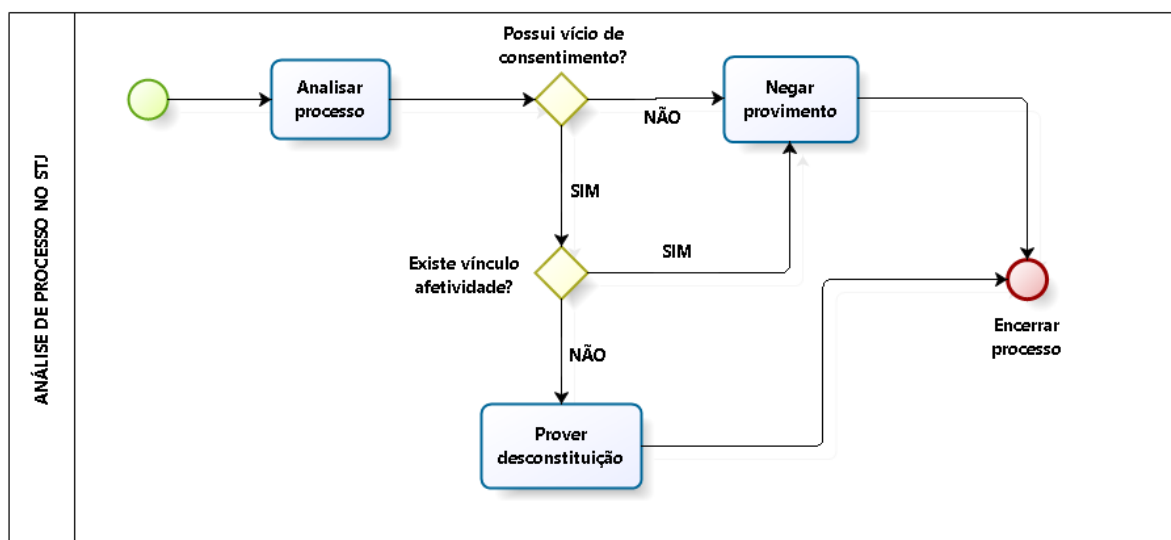 ANÁLISE DE PROCESSO NO STJ
Possui vício de
consentimento?
Analisar
processo
NÃO
Negar
provimento
SIM
Existe vínculo
afetividade?
SIM
NÃO
Encerrar
processo
Prover
desconstituição